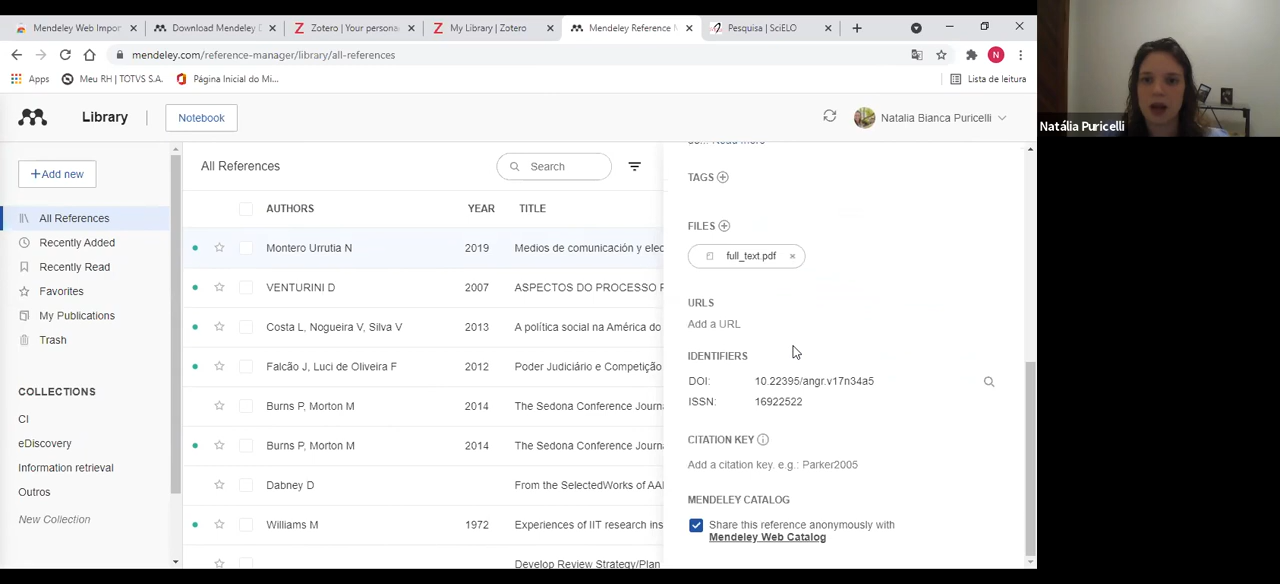 Mendeley Web Impor
Download Mendeley D
Zotero | Your persona
My Library | Zotero
Mendeley Reference M
Pesquisa | SciELO
mendeley.com/reference-manager/library/all-references
Apps
Meu RH | TOTVS S.A.
Página Inicial do Mi...
Lista de leitura
N
Library
Notebook
Natalia Bianca Puricelli
Natália Puricelli
+Add new
All References
Recently Added
Recently Read
Favorites
My Publications
Trash
COLLECTIONS
CI
eDiscovery
Information retrieval
Outros
New Collection
All References
Search
AUTHORS YEAR TITLE
Montero Urrutia N 2019 Medios de comunicación y elec
VENTURINI D 2007 ASPECTOS DO PROCESSO F
Costa L, Nogueira V, Silva V 2013 A política social na América do
Falcão J, Luci de Oliveira F 2012 Poder Judiciário e Competição
Burns P, Morton M 2014 The Sedona Conference Journa
Burns P, Morton M 2014 The Sedona Conference Journa
Dabney D From the SelectedWorks of AA
Williams M 1972 Experiences of IIT research ins
Develop Review Strategy/Plan
TAGS
FILES
full_text.pdf
URLS
Add a URL
IDENTIFIERS
DOI: 10.22395/angr.v17n34a5
ISSN: 16922522
CITATION KEY
Add a citation key. e.g.: Parker2005
MENDELEY CATALOG
Share this reference anonymously with
Mendeley Web Catalog